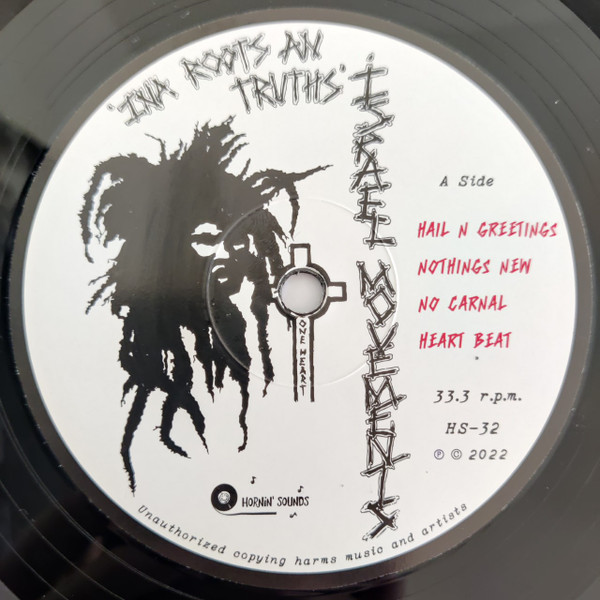 'INA ROOTS AN
TRUTHS'
ISRAEL MOVEMENTS
A Side
HAIL N GREETINGS
NOTHINGS NEW
NO CARNAL
HEART BEAT
33.3 r.p.m.
HS-32
℗ © 2022
ONE HEART
HORNIN' SOUNDS
Unauthorized copying harms music and artists